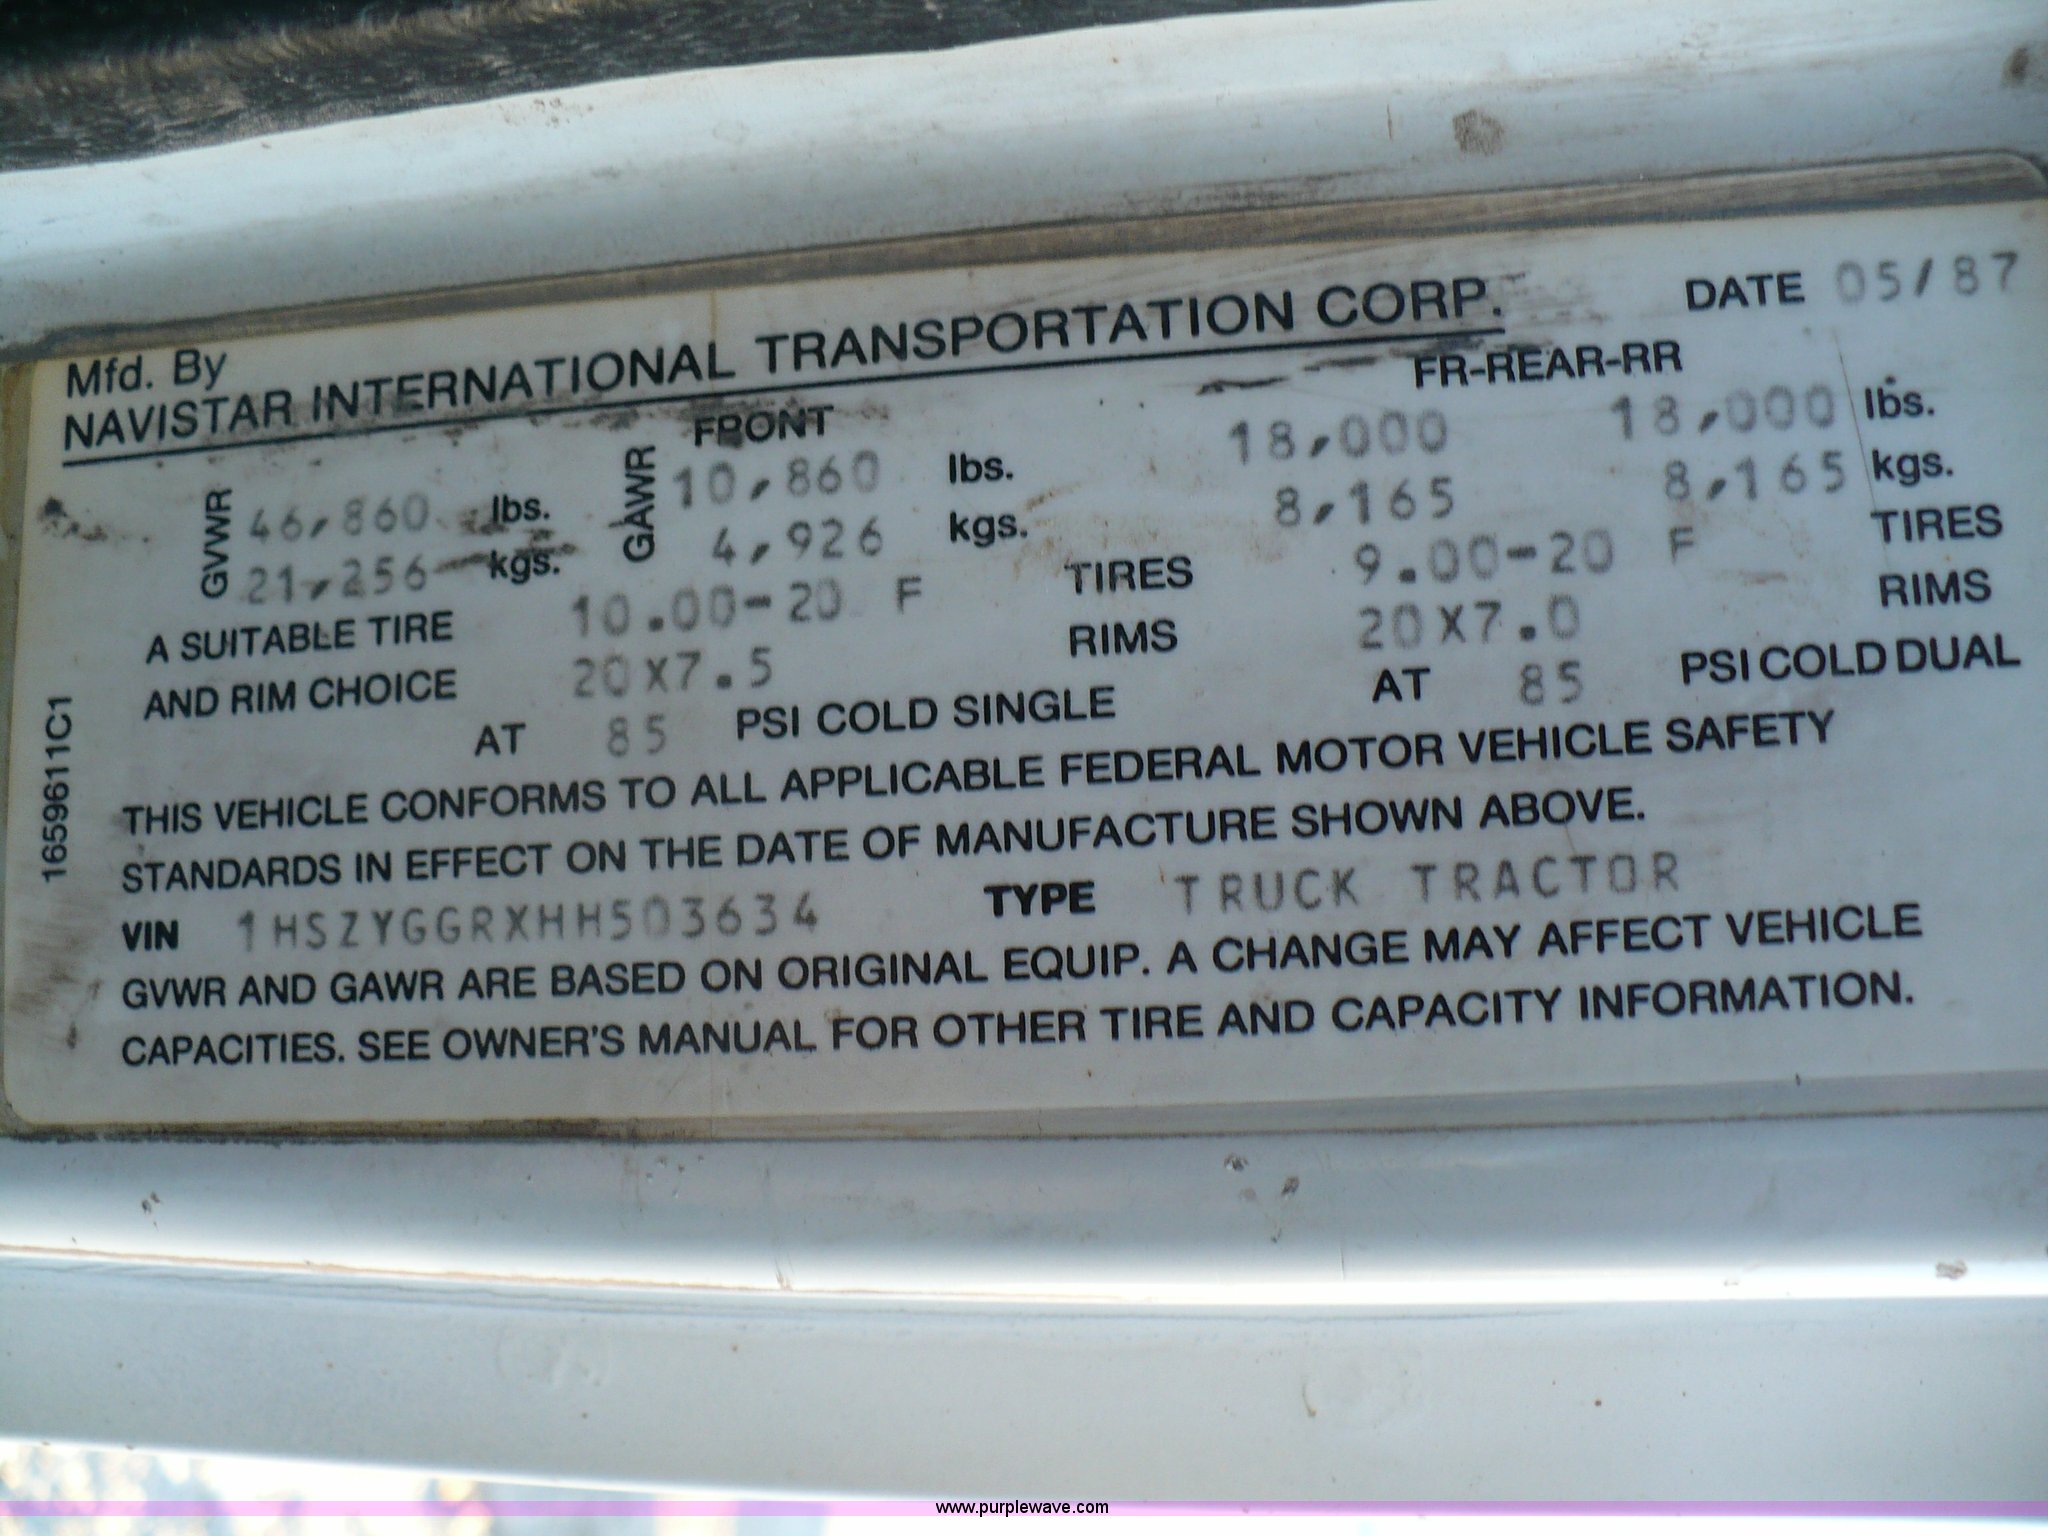 Mfd. By
NAVISTAR INTERNATIONAL TRANSPORTATION CORP. DATE 05/87
FRONT FR-REAR-RR
GVWR 46,860 lbs. GAWR 10,860 lbs. 18,000 18,000 lbs.
21,256 kgs. 4,926 kgs. 8,165 8,165 kgs.
A SUITABLE TIRE 10.00-20 F TIRES 9.00-20 F TIRES
AND RIM CHOICE 20X7.5 RIMS 20X7.0 RIMS
AT 85 PSI COLD SINGLE AT 85 PSI COLD DUAL
THIS VEHICLE CONFORMS TO ALL APPLICABLE FEDERAL MOTOR VEHICLE SAFETY
STANDARDS IN EFFECT ON THE DATE OF MANUFACTURE SHOWN ABOVE.
VIN 1HSZYGGRXHH503634 TYPE TRUCK TRACTOR
GVWR AND GAWR ARE BASED ON ORIGINAL EQUIP. A CHANGE MAY AFFECT VEHICLE
CAPACITIES. SEE OWNER'S MANUAL FOR OTHER TIRE AND CAPACITY INFORMATION.
1659611C1
www.purplewave.com